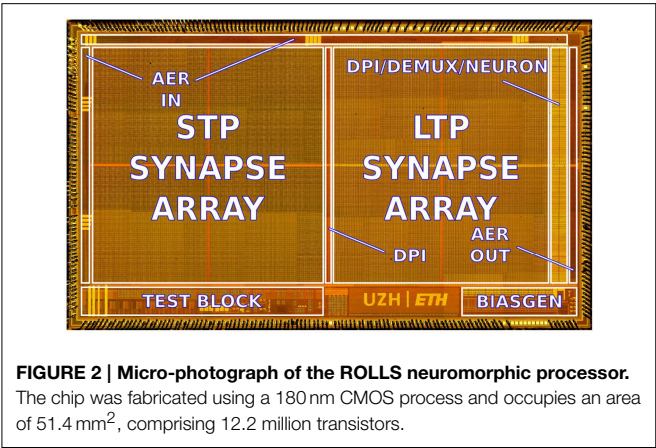 AER
IN
DPI/DEMUX/NEURON
STP
SYNAPSE
ARRAY
LTP
SYNAPSE
ARRAY
AER
OUT
DPI
TEST BLOCK
UZH | ETH
BIASGEN
FIGURE 2 | Micro-photograph of the ROLLS neuromorphic processor.
The chip was fabricated using a 180 nm CMOS process and occupies an area
of 51.4 mm², comprising 12.2 million transistors.